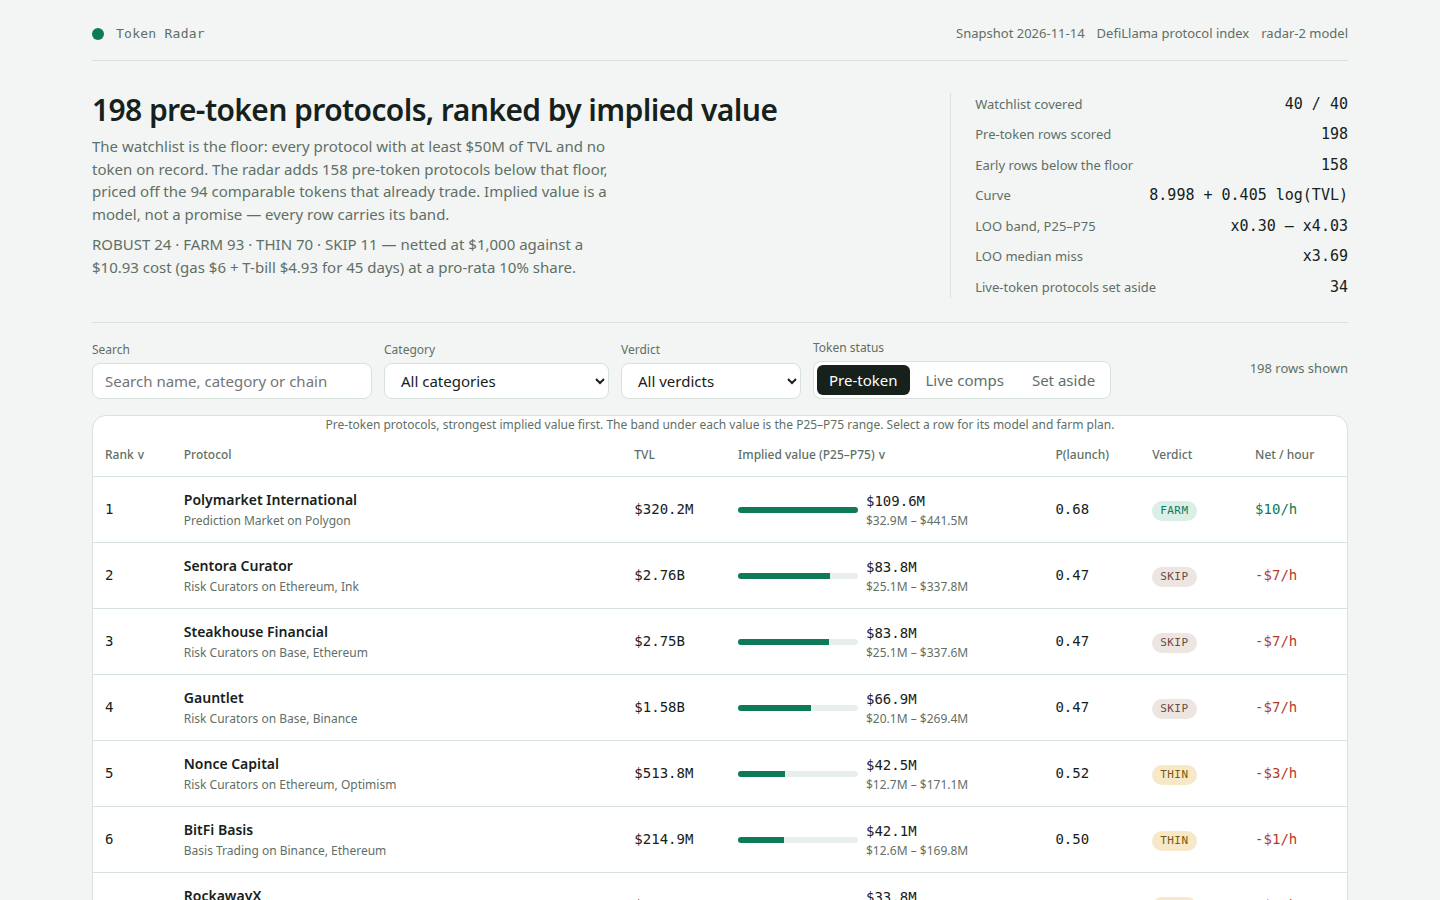 Token Radar
Snapshot 2026-11-14 DefiLlama protocol index radar-2 model
198 pre-token protocols, ranked by implied value
The watchlist is the floor: every protocol with at least $50M of TVL and no
token on record. The radar adds 158 pre-token protocols below that floor,
priced off the 94 comparable tokens that already trade. Implied value is a
model, not a promise — every row carries its band.
ROBUST 24 · FARM 93 · THIN 70 · SKIP 11 — netted at $1,000 against a
$10.93 cost (gas $6 + T-bill $4.93 for 45 days) at a pro-rata 10% share.
Watchlist covered 40 / 40
Pre-token rows scored 198
Early rows below the floor 158
Curve 8.998 + 0.405 log(TVL)
LOO band, P25–P75 x0.30 – x4.03
LOO median miss x3.69
Live-token protocols set aside 34
Search Category Verdict Token status
Search name, category or chain All categories All verdicts Pre-token Live comps Set aside 198 rows shown
Pre-token protocols, strongest implied value first. The band under each value is the P25–P75 range. Select a row for its model and farm plan.
Rank v Protocol TVL Implied value (P25–P75) v P(launch) Verdict Net / hour
1 Polymarket International $320.2M $109.6M 0.68 FARM $10/h
Prediction Market on Polygon $32.9M – $441.5M
2 Sentora Curator $2.76B $83.8M 0.47 SKIP -$7/h
Risk Curators on Ethereum, Ink $25.1M – $337.8M
3 Steakhouse Financial $2.75B $83.8M 0.47 SKIP -$7/h
Risk Curators on Base, Ethereum $25.1M – $337.6M
4 Gauntlet $1.58B $66.9M 0.47 SKIP -$7/h
Risk Curators on Base, Binance $20.1M – $269.4M
5 Nonce Capital $513.8M $42.5M 0.52 THIN -$3/h
Risk Curators on Ethereum, Optimism $12.7M – $171.1M
6 BitFi Basis $214.9M $42.1M 0.50 THIN -$1/h
Basis Trading on Binance, Ethereum $12.6M – $169.8M
RockawayX $33.8M